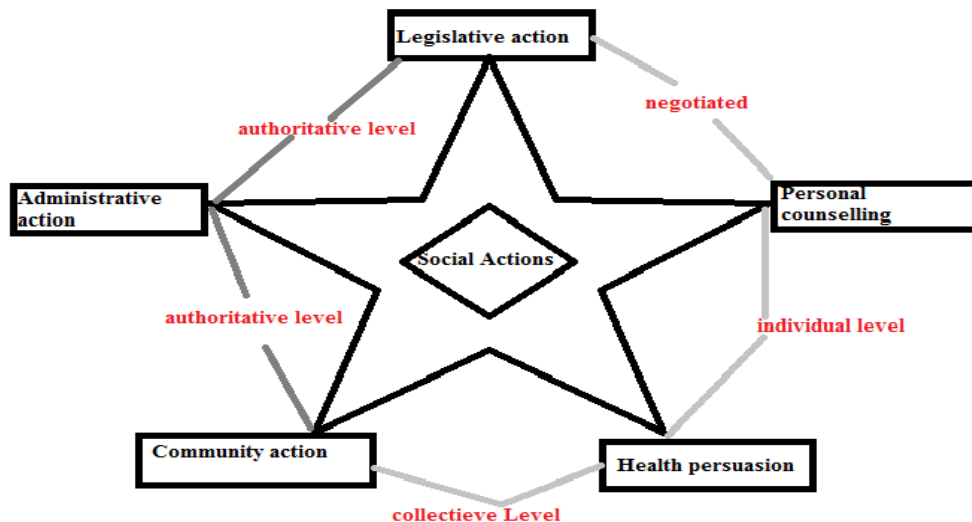 Legislative action
negotiated
authoritative level
Administrative
action
Personal
counselling
Social Actions
authoritative level
individual level
Community action
Health persuasion
collectieve Level